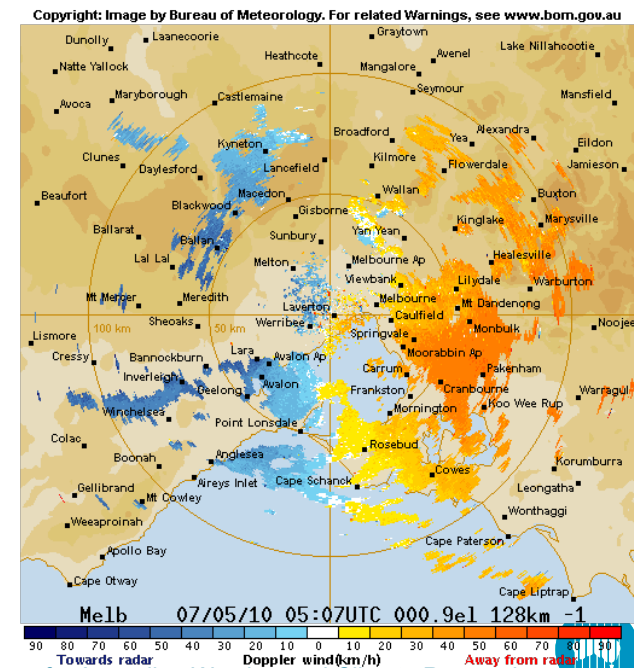 Copyright: Image by Bureau of Meteorology. For related Warnings, see www.bom.gov.au
Graytown
Laanecoorie
Dunolly
Lake Nillahcootie
Avenel
Heathcote
Natte Yallock
Mangalore
Seymour
Maryborough
Castlemaine
Mansfield
Avoca
Broadford
Alexandra
Yea
Kyneton
Eildon
Clunes
Lancefield
Kilmore
Flowerdale
Jamieson
Daylesford
Beaufort
Macedon
Wallan
Buxton
Blackwood
Gisborne
Kinglake
Marysville
Ballarat
Sunbury
Yan Yean
Ballan
Lal Lal
Melton
Melbourne Ap
Healesville
Viewbank
Lilydale
Warburton
Mt Mercer
Meredith
Laverton
Melbourne
Mt Dandenong
Sheoaks
Werribee
Caulfield
Monbulk
Noojee
100 km
50 km
Lismore
Springvale
Cressy
Bannockburn
Lara
Avalon Ap
Moorabbin Ap
Inverleigh
Avalon
Carrum
Pakenham
Geelong
Frankston
Cranbourne
Warragul
Winchelsea
Mornington
Koo Wee Rup
Point Lonsdale
Colac
Rosebud
Boonah
Anglesea
Korumburra
Aireys Inlet
Cape Schanck
Cowes
Gellibrand
Mt Cowley
Leongatha
Wonthaggi
Weeaproinah
Cape Paterson
Apollo Bay
Cape Otway
Cape Liptrap
Melb 07/05/10 05:07UTC 000.9el 128km -1
90 80 70 60 50 40 30 20 10 0 10 20 30 40 50 60 70 80 90
Towards radar Doppler wind(km/h) Away from radar